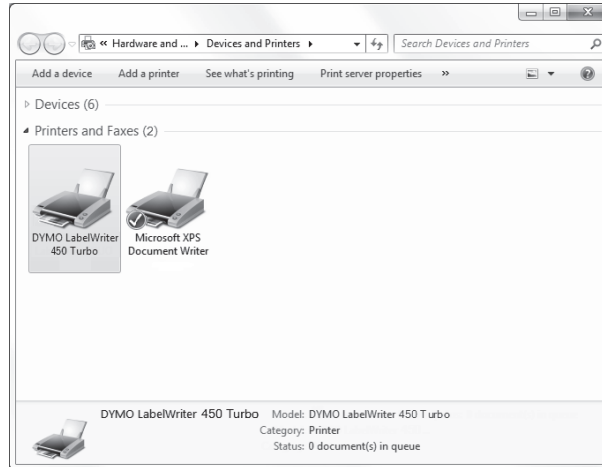 « Hardware and ... ▸ Devices and Printers ▸
Search Devices and Printers
Add a device Add a printer See what's printing Print server properties »
Devices (6)
Printers and Faxes (2)
DYMO LabelWriter
450 Turbo
Microsoft XPS
Document Writer
DYMO LabelWriter 450 Turbo Model: DYMO LabelWriter 450 Turbo
Category: Printer
Status: 0 document(s) in queue